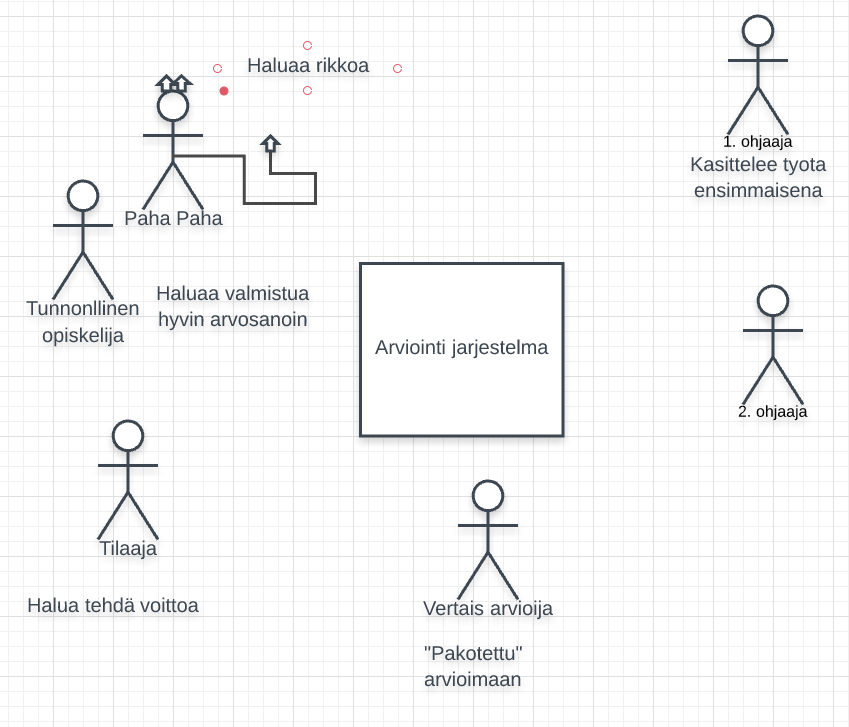 Haluaa rikkoa
1. ohjaaja
Kasittelee tyota
ensimmaisena
Paha Paha
Tunnonllinen
opiskelija
Haluaa valmistua
hyvin arvosanoin
Arviointi jarjestelma
2. ohjaaja
Tilaaja
Halua tehdä voittoa
Vertais arvioija
"Pakotettu"
arvioimaan